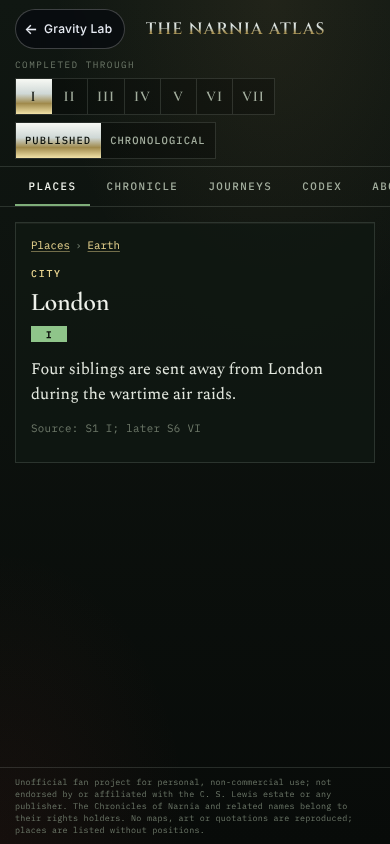 ← Gravity Lab
THE NARNIA ATLAS
COMPLETED THROUGH
I II III IV V VI VII
PUBLISHED CHRONOLOGICAL
PLACES CHRONICLE JOURNEYS CODEX ABO
Places › Earth
CITY
London
I
Four siblings are sent away from London
during the wartime air raids.
Source: S1 I; later S6 VI
Unofficial fan project for personal, non-commercial use; not
endorsed by or affiliated with the C. S. Lewis estate or any
publisher. The Chronicles of Narnia and related names belong to
their rights holders. No maps, art or quotations are reproduced;
places are listed without positions.